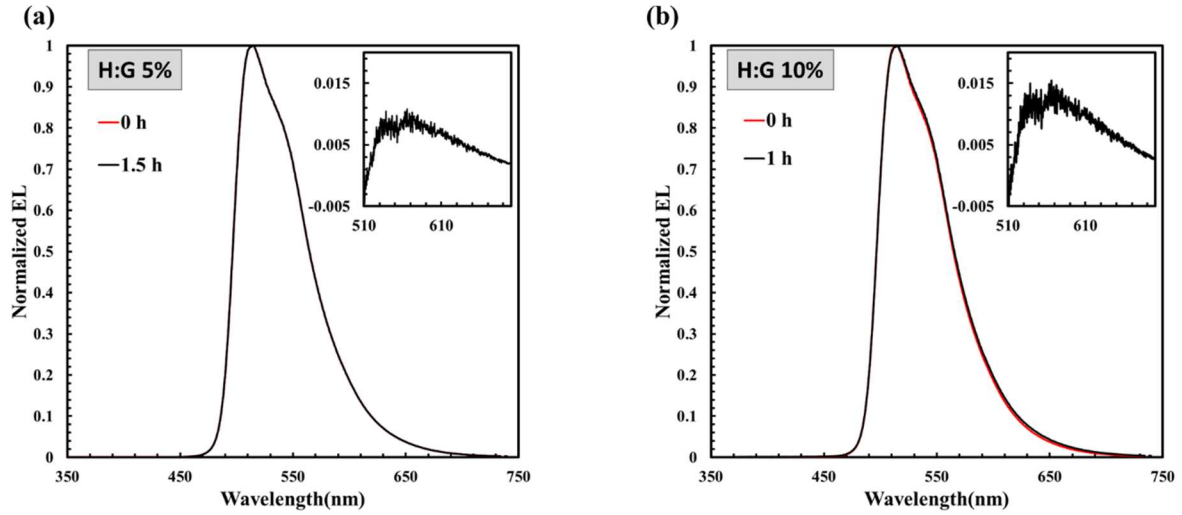 (a)
H:G 5%
0 h
1.5 h
Normalized EL
1
0.9
0.8
0.7
0.6
0.5
0.4
0.3
0.2
0.1
0
350 450 550 650 750
Wavelength(nm)
0.015
0.005
-0.005
510 610
(b)
H:G 10%
0 h
1 h
Normalized EL
1
0.9
0.8
0.7
0.6
0.5
0.4
0.3
0.2
0.1
0
350 450 550 650 750
Wavelength(nm)
0.015
0.005
-0.005
510 610